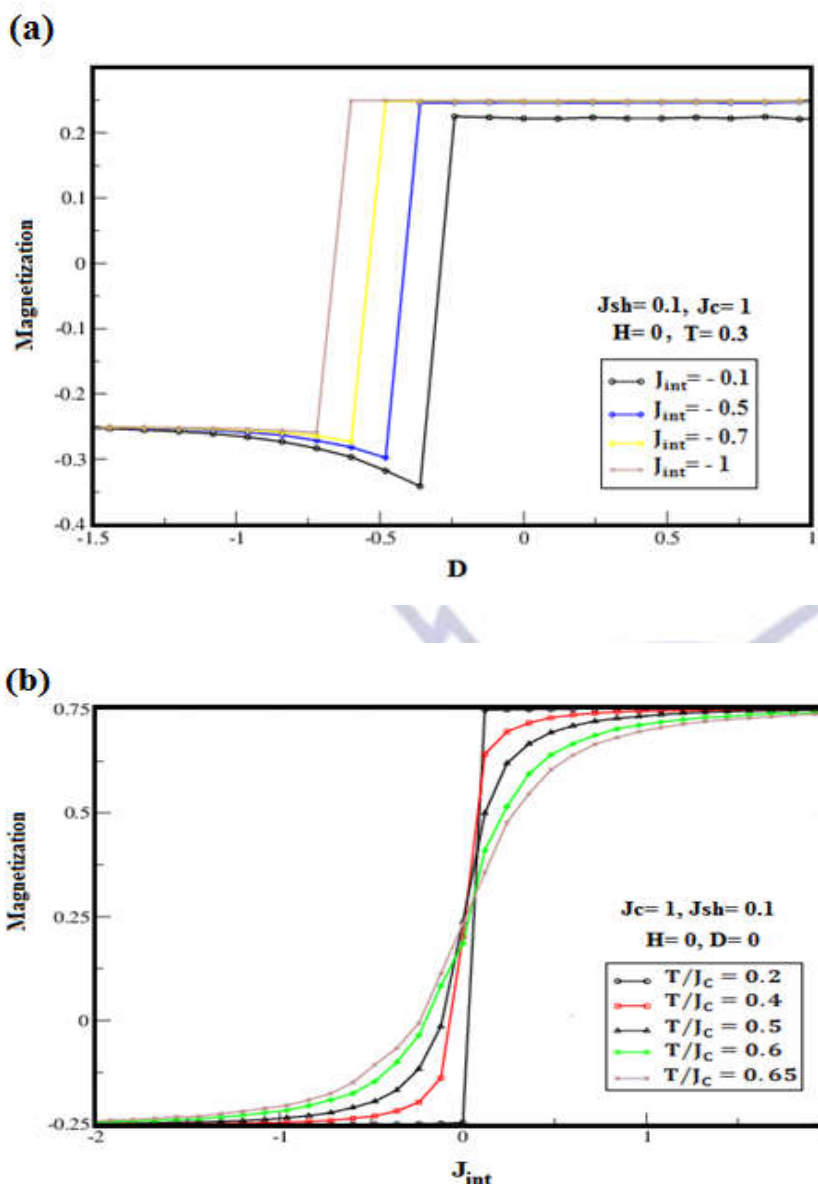 (a)
0.2
0.1
0
-0.1
-0.2
-0.3
-0.4
Magnetization
Jsh= 0.1, Jc= 1
H= 0 , T= 0.3
Jint= - 0.1
Jint= - 0.5
Jint= - 0.7
Jint= - 1
-1.5 -1 -0.5 0 0.5 1
D
(b)
0.75
0.5
0.25
0
-0.25
Magnetization
Jc= 1, Jsh= 0.1
H= 0, D= 0
T/JC = 0.2
T/JC = 0.4
T/JC = 0.5
T/JC = 0.6
T/JC = 0.65
-2 -1 0 1
Jint